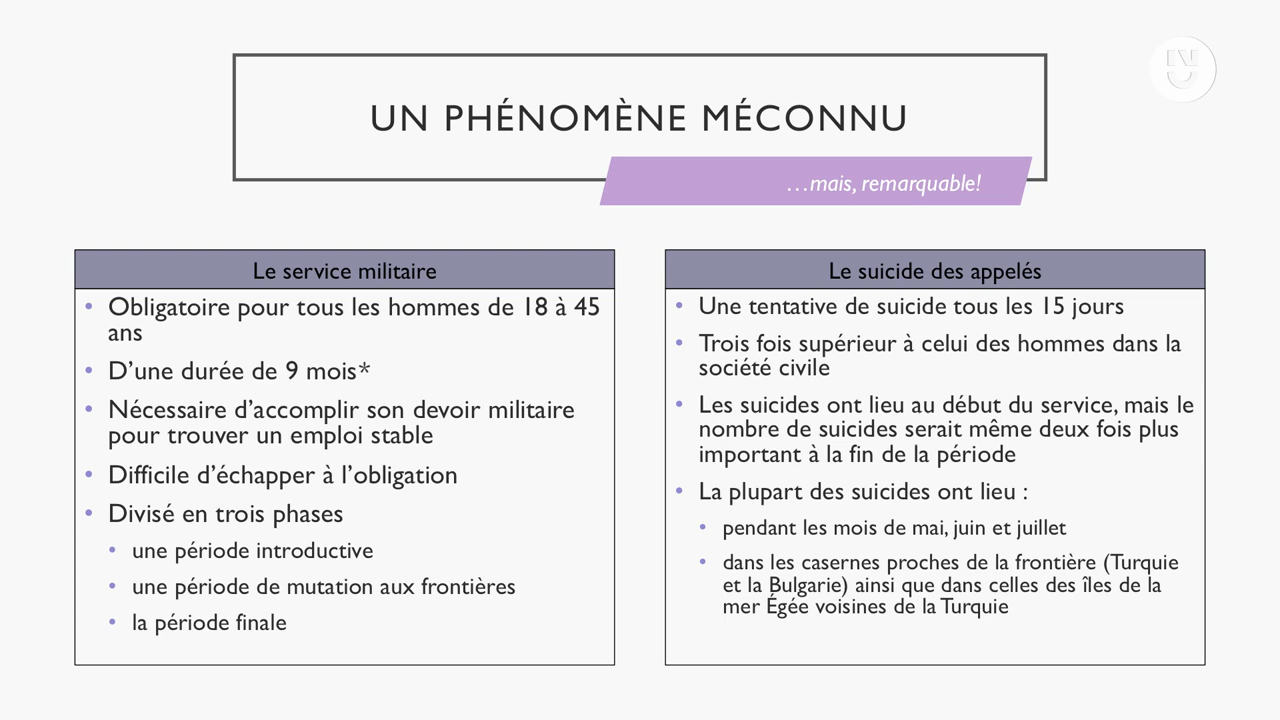 UN PHÉNOMÈNE MÉCONNU
…mais, remarquable!
Le service militaire
• Obligatoire pour tous les hommes de 18 à 45
ans
• D’une durée de 9 mois*
• Nécessaire d’accomplir son devoir militaire
pour trouver un emploi stable
• Difficile d’échapper à l’obligation
• Divisé en trois phases
• une période introductive
• une période de mutation aux frontières
• la période finale
Le suicide des appelés
• Une tentative de suicide tous les 15 jours
• Trois fois supérieur à celui des hommes dans la
société civile
• Les suicides ont lieu au début du service, mais le
nombre de suicides serait même deux fois plus
important à la fin de la période
• La plupart des suicides ont lieu :
• pendant les mois de mai, juin et juillet
• dans les casernes proches de la frontière (Turquie
et la Bulgarie) ainsi que dans celles des îles de la
mer Égée voisines de la Turquie